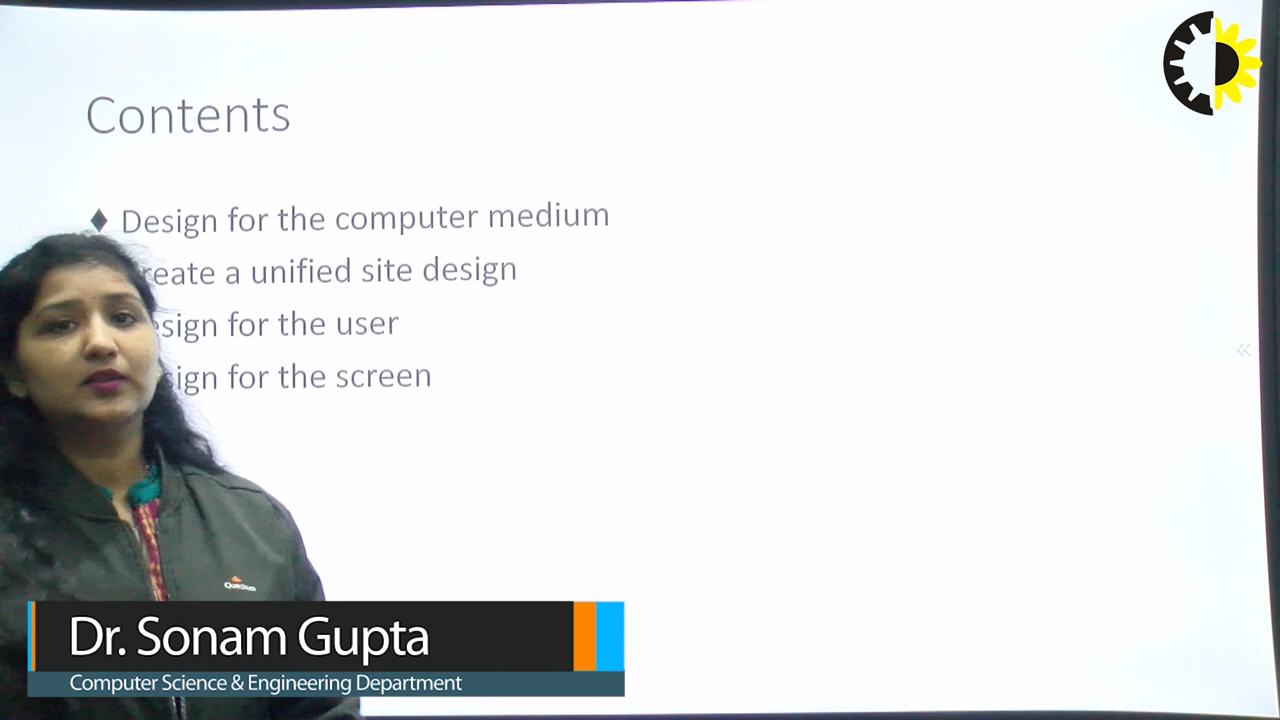 Contents
Design for the computer medium
reate a unified site design
sign for the user
ign for the screen
Dr. Sonam Gupta
Computer Science & Engineering Department